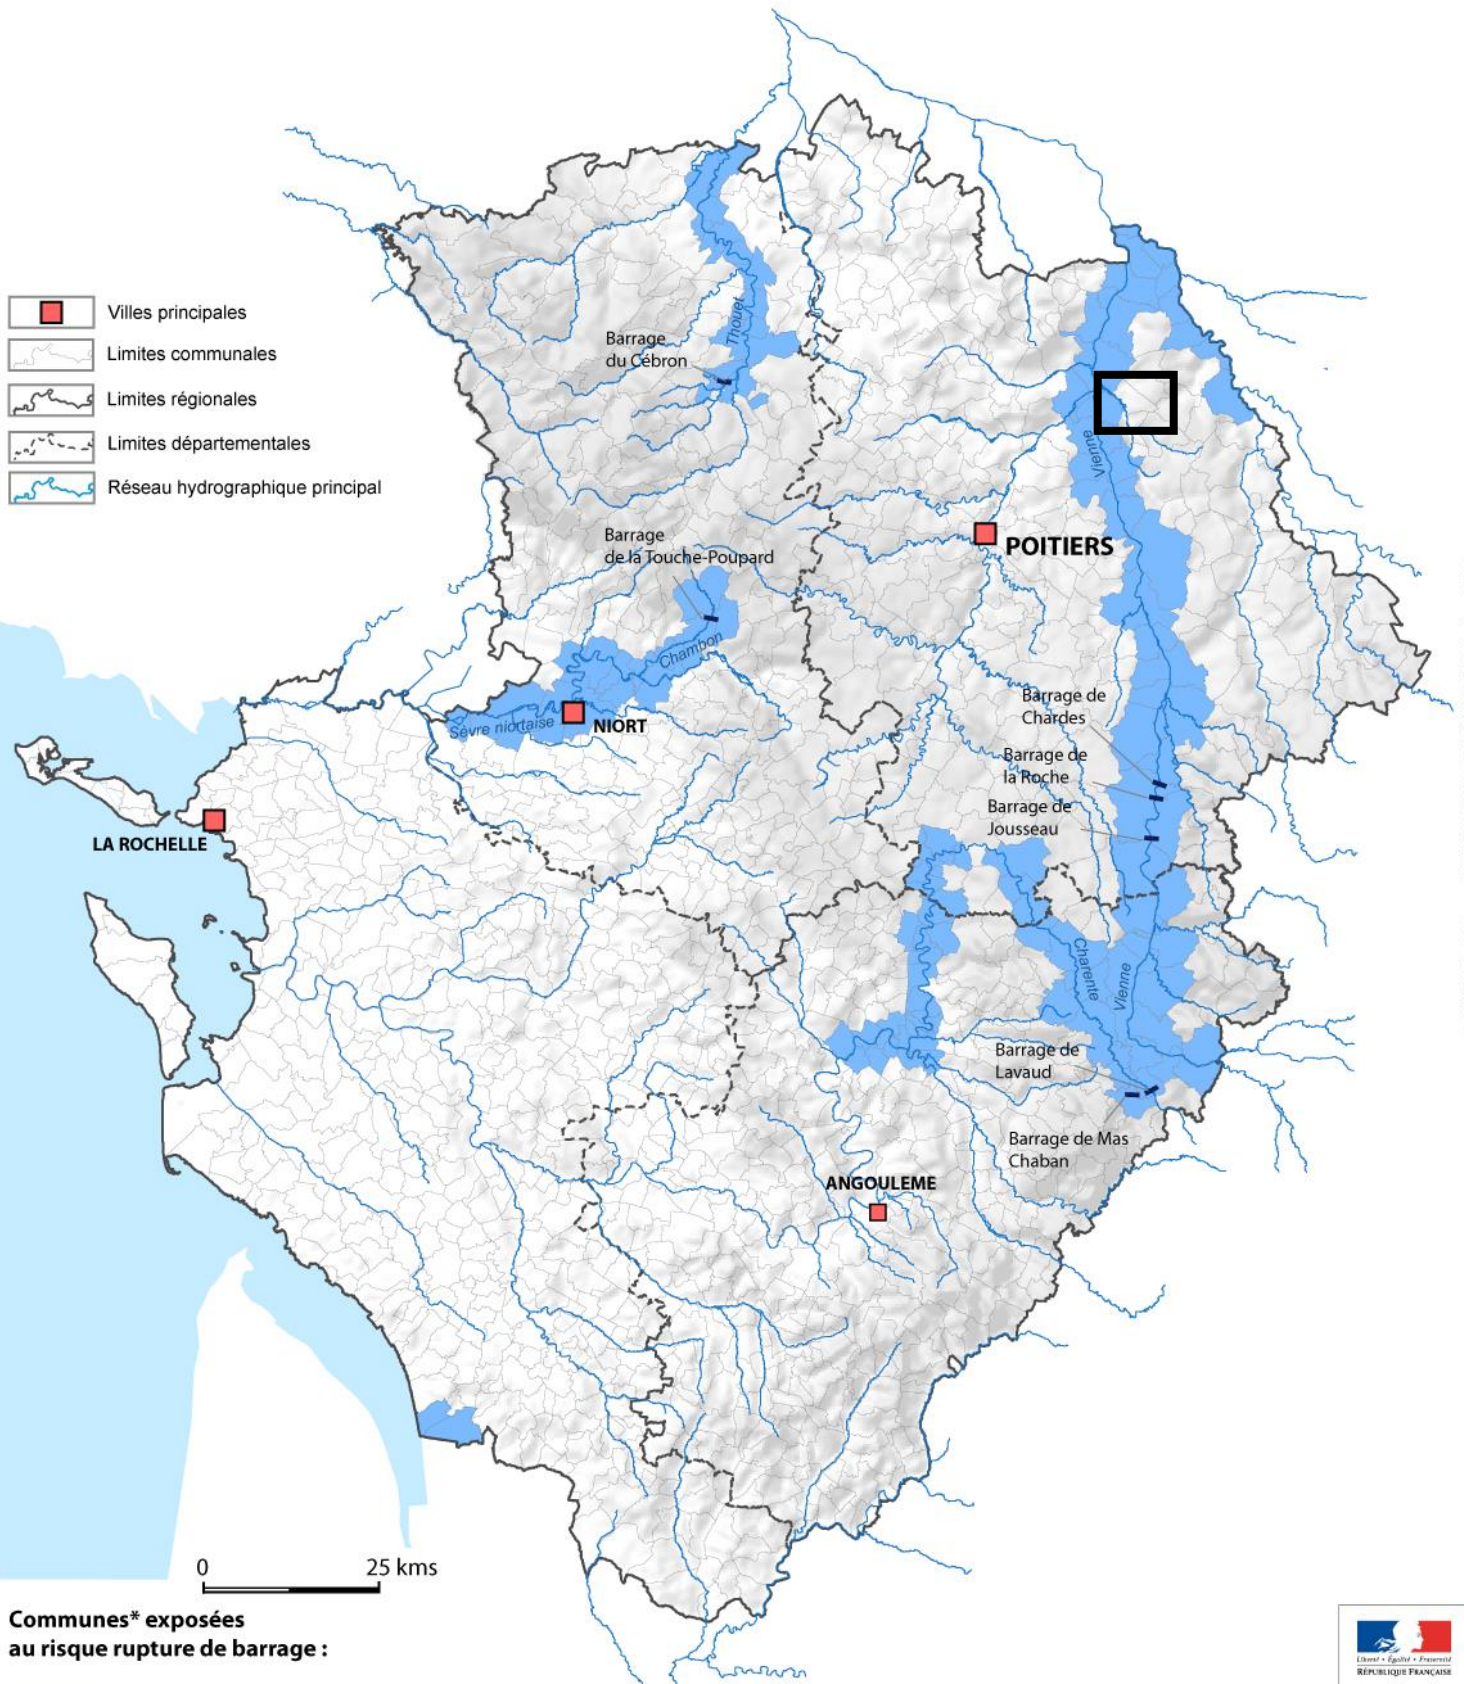 Villes principales
Limites communales
Limites régionales
Limites départementales
Réseau hydrographique principal
Barrage
du Cébron
Thouet
Vienne
Barrage
de la Touche-Poupard
POITIERS
Chambon
Sèvre niortaise
NIORT
Barrage de
Chardes
Barrage de
la Roche
Barrage de
Jousseau
LA ROCHELLE
Charente
Vienne
Barrage de
Lavaud
Barrage de Mas
Chaban
ANGOULEME
0 25 kms
Communes* exposées
au risque rupture de barrage :
Liberté • Égalité • Fraternité
RÉPUBLIQUE FRANÇAISE